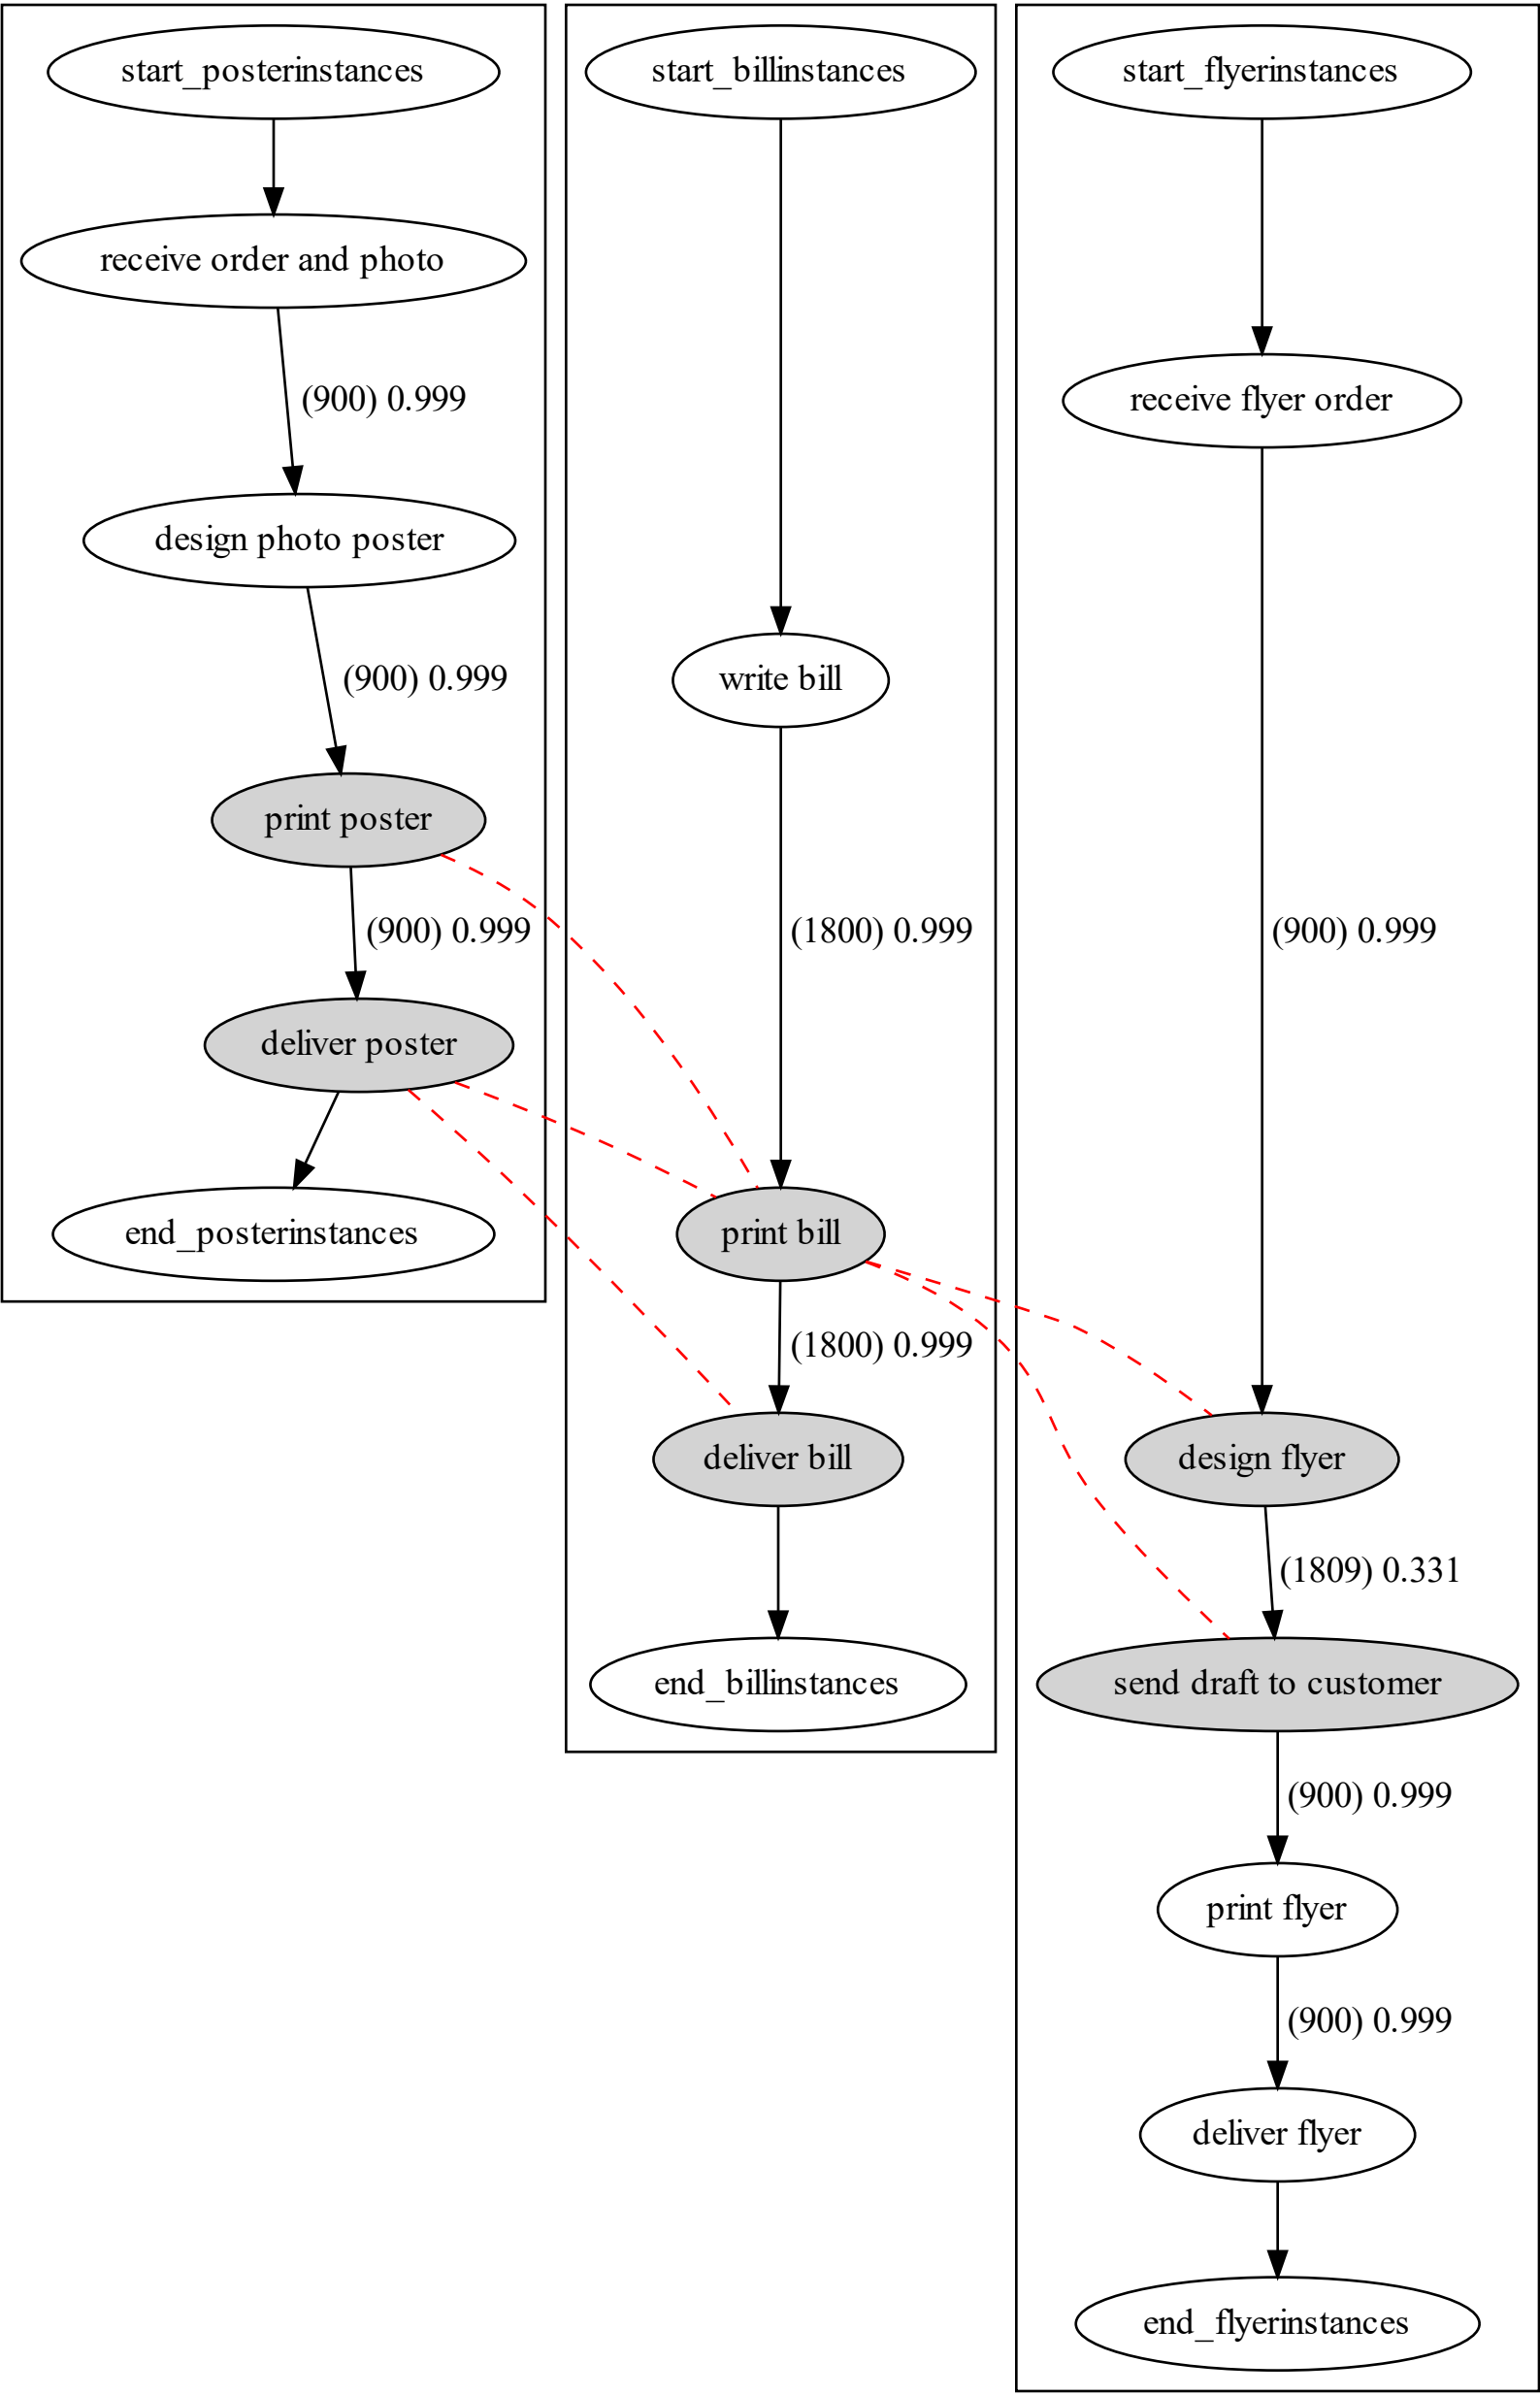 start_posterinstances
receive order and photo
(900) 0.999
design photo poster
(900) 0.999
print poster
(900) 0.999
deliver poster
end_posterinstances
start_billinstances
write bill
(1800) 0.999
print bill
(1800) 0.999
deliver bill
end_billinstances
start_flyerinstances
receive flyer order
(900) 0.999
design flyer
(1809) 0.331
send draft to customer
(900) 0.999
print flyer
(900) 0.999
deliver flyer
end_flyerinstances